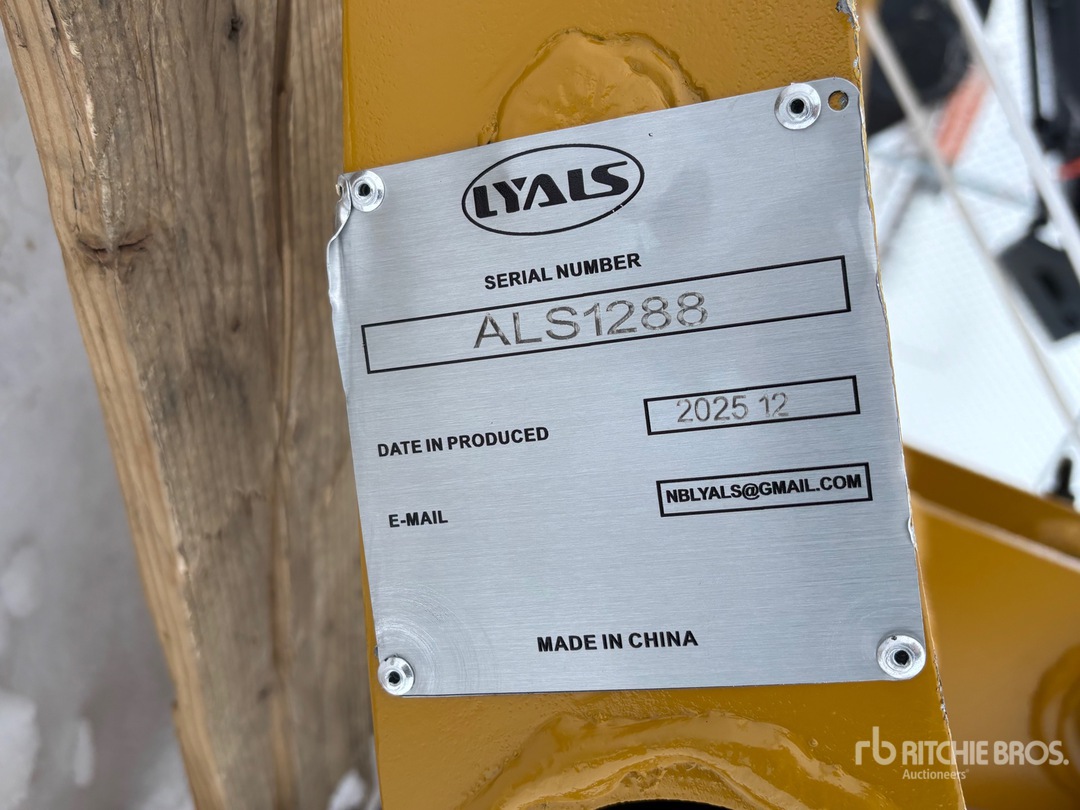 LYALS
SERIAL NUMBER
ALS1288
DATE IN PRODUCED
2025 12
E-MAIL
NBLYALS@GMAIL.COM
MADE IN CHINA
rb RITCHIE BROS.
Auctioneers